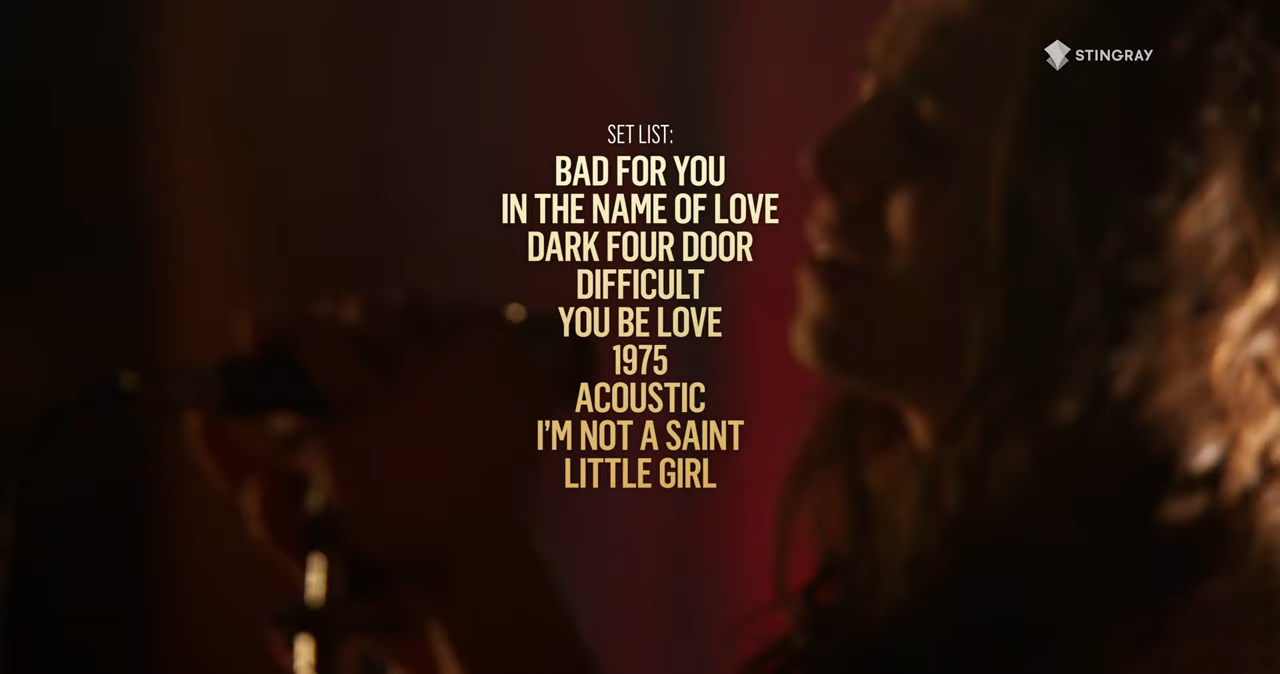 STINGRAY
SET LIST:
BAD FOR YOU
IN THE NAME OF LOVE
DARK FOUR DOOR
DIFFICULT
YOU BE LOVE
1975
ACOUSTIC
I'M NOT A SAINT
LITTLE GIRL